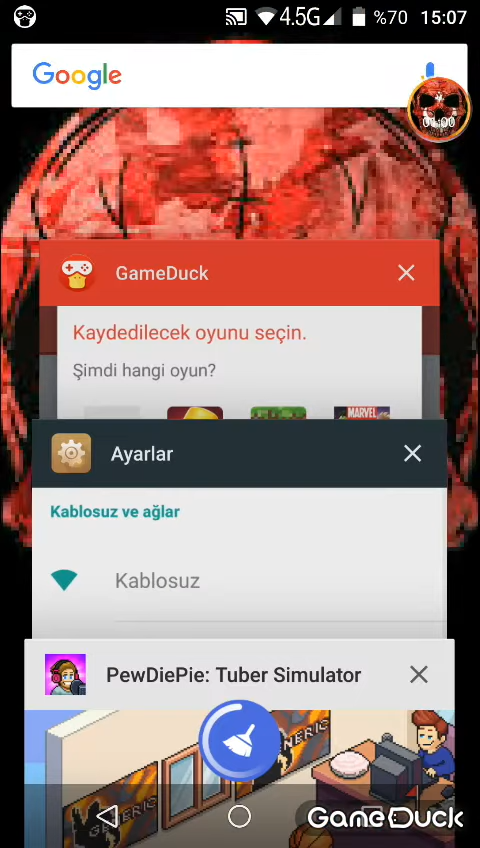 4.5G %70 15:07
Google
01:00
GameDuck
Kaydedilecek oyunu seçin.
Şimdi hangi oyun?
MARVEL
Ayarlar
Kablosuz ve ağlar
Kablosuz
PewDiePie: Tuber Simulator
GENERIC
GENERIC
GameDuck